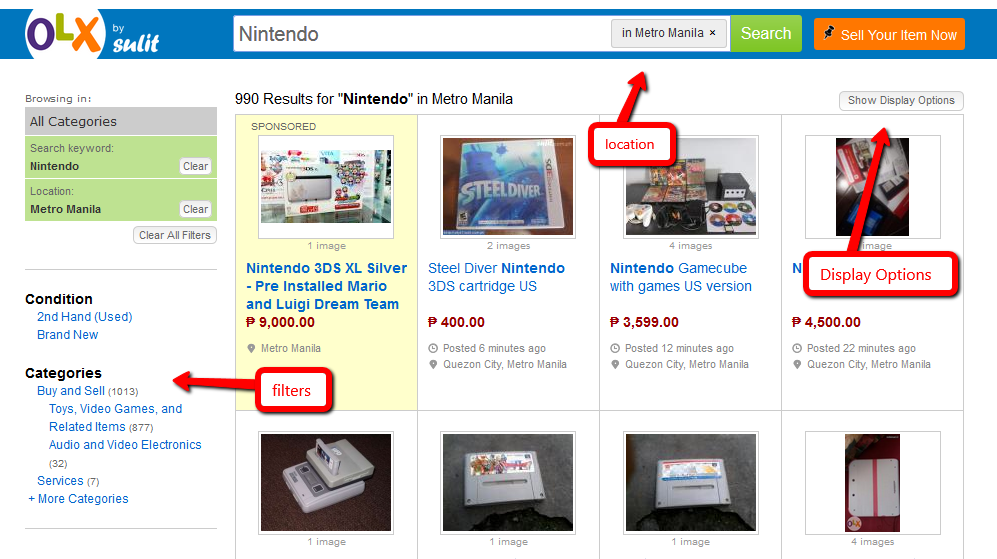 OLX by sulit
Nintendo
in Metro Manila ×
Search
Sell Your Item Now
Browsing in:
All Categories
Search keyword:
Nintendo
Clear
Location:
Metro Manila
Clear
Clear All Filters
Condition
2nd Hand (Used)
Brand New
Categories
Buy and Sell (1013)
Toys, Video Games, and
Related Items (877)
Audio and Video Electronics
(32)
Services (7)
+ More Categories
filters
990 Results for "Nintendo" in Metro Manila
Show Display Options
location
Display Options
SPONSORED
1 image
Nintendo 3DS XL Silver
- Pre Installed Mario
and Luigi Dream Team
₱ 9,000.00
Metro Manila
STEELDIVER
2 images
Steel Diver Nintendo
3DS cartridge US
₱ 400.00
Posted 6 minutes ago
Quezon City, Metro Manila
4 images
Nintendo Gamecube
with games US version
₱ 3,599.00
Posted 12 minutes ago
Quezon City, Metro Manila
image
N
₱ 4,500.00
Posted 22 minutes ago
Quezon City, Metro Manila
1 image
1 image
1 image
OLX
4 images